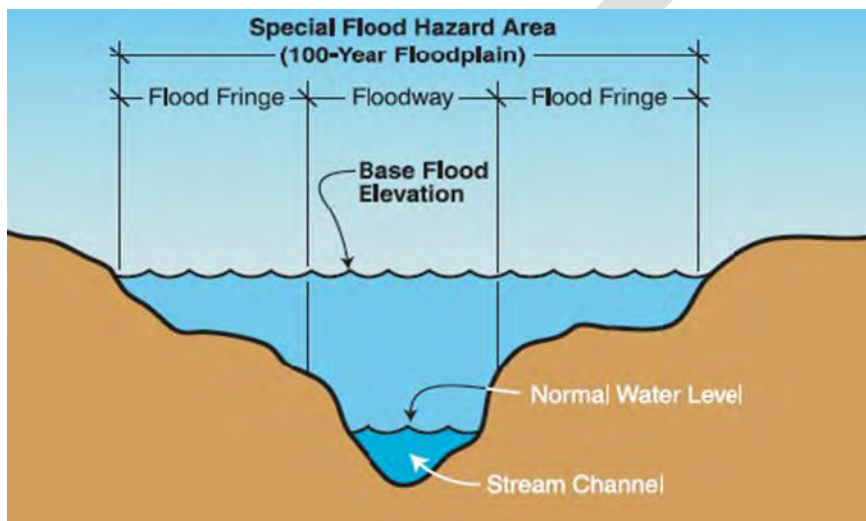 Special Flood Hazard Area
(100-Year Floodplain)
Flood Fringe
Floodway
Flood Fringe
Base Flood
Elevation
Normal Water Level
Stream Channel